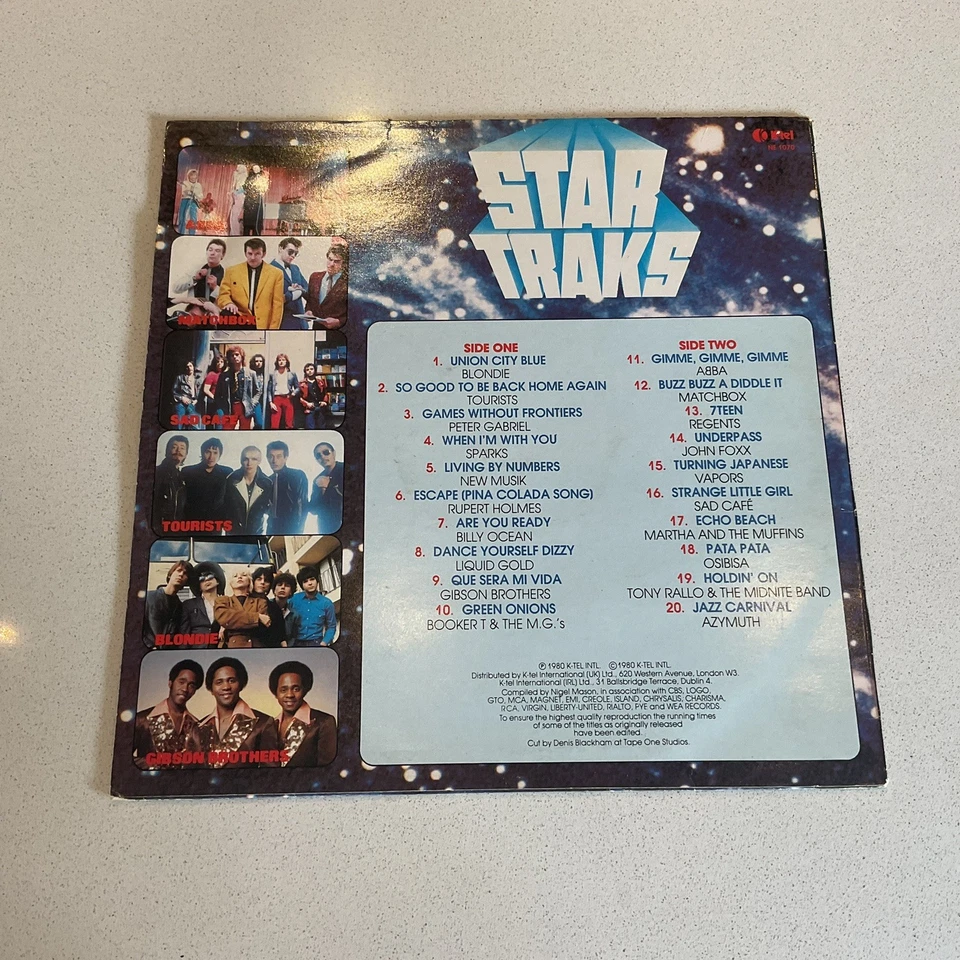 K-tel
STAR
TRAKS
MATCHBOX
SAD CAFE
TOURISTS
BLONDIE
GIBSON BROTHERS
SIDE ONE
1. UNION CITY BLUE
BLONDIE
2. SO GOOD TO BE BACK HOME AGAIN
TOURISTS
3. GAMES WITHOUT FRONTIERS
PETER GABRIEL
4. WHEN I'M WITH YOU
SPARKS
5. LIVING BY NUMBERS
NEW MUSIK
6. ESCAPE (PINA COLADA SONG)
RUPERT HOLMES
7. ARE YOU READY
BILLY OCEAN
8. DANCE YOURSELF DIZZY
LIQUID GOLD
9. QUE SERA MI VIDA
GIBSON BROTHERS
10. GREEN ONIONS
BOOKER T & THE M.G.'s
SIDE TWO
11. GIMME, GIMME, GIMME
ABBA
12. BUZZ BUZZ A DIDDLE IT
MATCHBOX
13. 7TEEN
REGENTS
14. UNDERPASS
JOHN FOXX
15. TURNING JAPANESE
VAPORS
16. STRANGE LITTLE GIRL
SAD CAFÉ
17. ECHO BEACH
MARTHA AND THE MUFFINS
18. PATA PATA
OSIBISA
19. HOLDIN' ON
TONY RALLO & THE MIDNITE BAND
20. JAZZ CARNIVAL
AZYMUTH
℗ 1980 K-TEL INTL. © 1980 K-TEL INTL.
Distributed by K-tel International (UK) Ltd., 620 Western Avenue, London W3.
K-tel International (IRL) Ltd., 31 Ballsbridge Terrace, Dublin 4.
Compiled by Nigel Mason, in association with CBS, LOGO,
GTO, MCA, MAGNET, EMI, CREOLE, ISLAND, CHRYSALIS, CHARISMA,
RCA, VIRGIN, LIBERTY-UNITED, RIALTO, PYE and WEA RECORDS.
To ensure the highest quality reproduction the running times
of some of the titles as originally released
have been edited.
Cut by Denis Blackham at Tape One Studios.